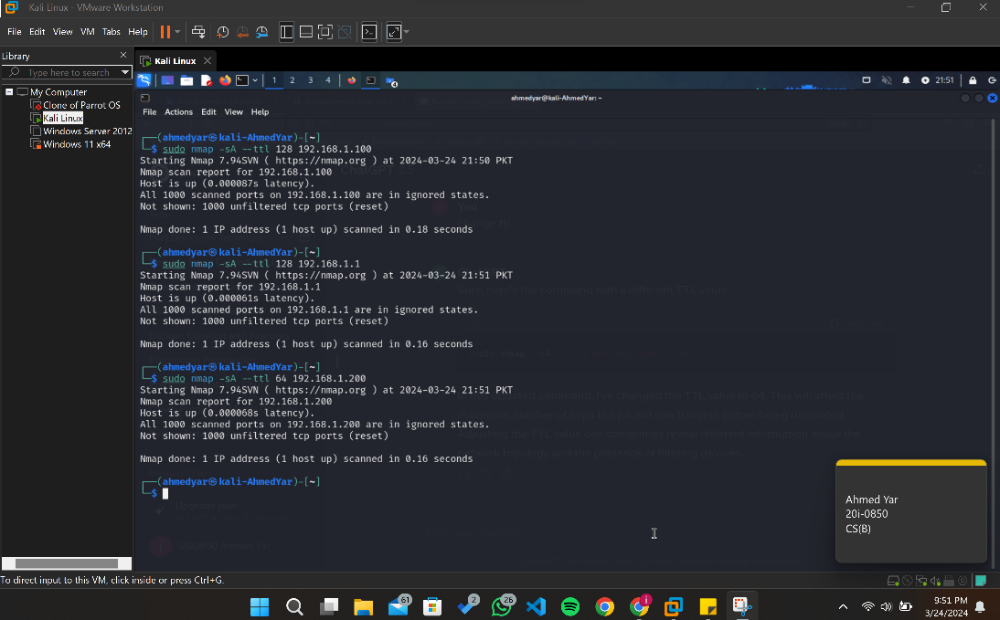 Kali Linux - VMware Workstation
File Edit View VM Tabs Help
Library
Type here to search
My Computer
Clone of Parrot OS
Kali Linux
Windows Server 2012
Windows 11 x64
Kali Linux
1 2 3 4
4
21:51
ahmedyar@kali-AhmedYar: ~
File Actions Edit View Help
┌──(ahmedyar㉿kali-AhmedYar)-[~]
└─$ sudo nmap -sA --ttl 128 192.168.1.100
Starting Nmap 7.94SVN ( https://nmap.org ) at 2024-03-24 21:50 PKT
Nmap scan report for 192.168.1.100
Host is up (0.000087s latency).
All 1000 scanned ports on 192.168.1.100 are in ignored states.
Not shown: 1000 unfiltered tcp ports (reset)
Nmap done: 1 IP address (1 host up) scanned in 0.18 seconds
┌──(ahmedyar㉿kali-AhmedYar)-[~]
└─$ sudo nmap -sA --ttl 128 192.168.1.1
Starting Nmap 7.94SVN ( https://nmap.org ) at 2024-03-24 21:51 PKT
Nmap scan report for 192.168.1.1
Host is up (0.000061s latency).
All 1000 scanned ports on 192.168.1.1 are in ignored states.
Not shown: 1000 unfiltered tcp ports (reset)
Nmap done: 1 IP address (1 host up) scanned in 0.16 seconds
┌──(ahmedyar㉿kali-AhmedYar)-[~]
└─$ sudo nmap -sA --ttl 64 192.168.1.200
Starting Nmap 7.94SVN ( https://nmap.org ) at 2024-03-24 21:51 PKT
Nmap scan report for 192.168.1.200
Host is up (0.000068s latency).
All 1000 scanned ports on 192.168.1.200 are in ignored states.
Not shown: 1000 unfiltered tcp ports (reset)
Nmap done: 1 IP address (1 host up) scanned in 0.16 seconds
┌──(ahmedyar㉿kali-AhmedYar)-[~]
└─$
Upgrade plan
Ahmed Yar
20i-0850
CS(B)
To direct input to this VM, click inside or press Ctrl+G.
61
2
26
9:51 PM
3/24/2024